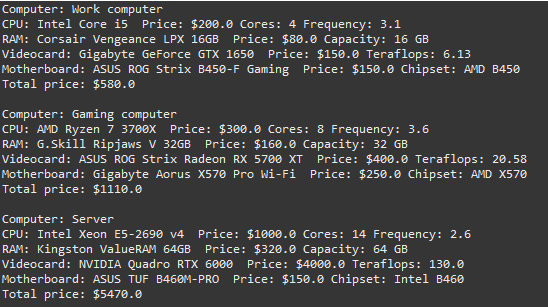 Computer: Work computer
CPU: Intel Core i5  Price: $200.0 Cores: 4 Frequency: 3.1
RAM: Corsair Vengeance LPX 16GB  Price: $80.0 Capacity: 16 GB
Videocard: Gigabyte GeForce GTX 1650  Price: $150.0 Teraflops: 6.13
Motherboard: ASUS ROG Strix B450-F Gaming  Price: $150.0 Chipset: AMD B450
Total price: $580.0

Computer: Gaming computer
CPU: AMD Ryzen 7 3700X  Price: $300.0 Cores: 8 Frequency: 3.6
RAM: G.Skill Ripjaws V 32GB  Price: $160.0 Capacity: 32 GB
Videocard: ASUS ROG Strix Radeon RX 5700 XT  Price: $400.0 Teraflops: 20.58
Motherboard: Gigabyte Aorus X570 Pro Wi-Fi  Price: $250.0 Chipset: AMD X570
Total price: $1110.0

Computer: Server
CPU: Intel Xeon E5-2690 v4  Price: $1000.0 Cores: 14 Frequency: 2.6
RAM: Kingston ValueRAM 64GB  Price: $320.0 Capacity: 64 GB
Videocard: NVIDIA Quadro RTX 6000  Price: $4000.0 Teraflops: 130.0
Motherboard: ASUS TUF B460M-PRO  Price: $150.0 Chipset: Intel B460
Total price: $5470.0